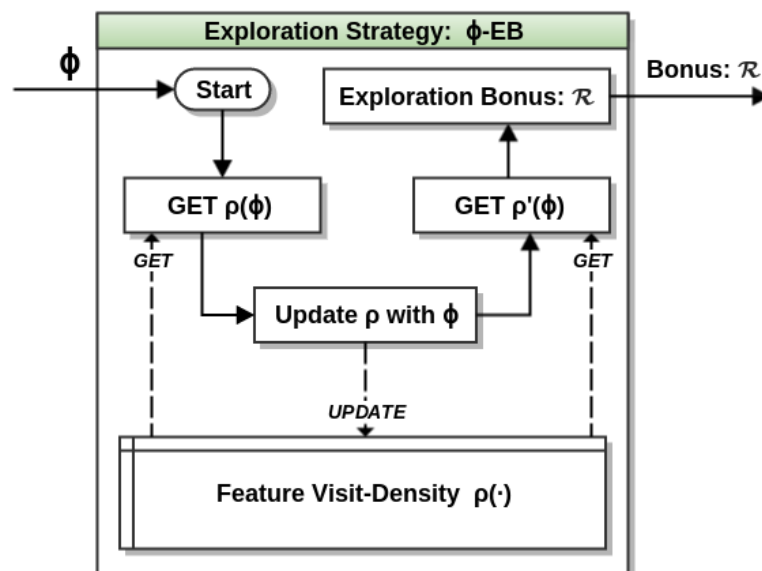 Exploration Strategy: ϕ-EB
ϕ
Start
Exploration Bonus: ℛ
Bonus: ℛ
GET ρ(ϕ)
GET ρ'(ϕ)
GET
GET
Update ρ with ϕ
UPDATE
Feature Visit-Density ρ(·)